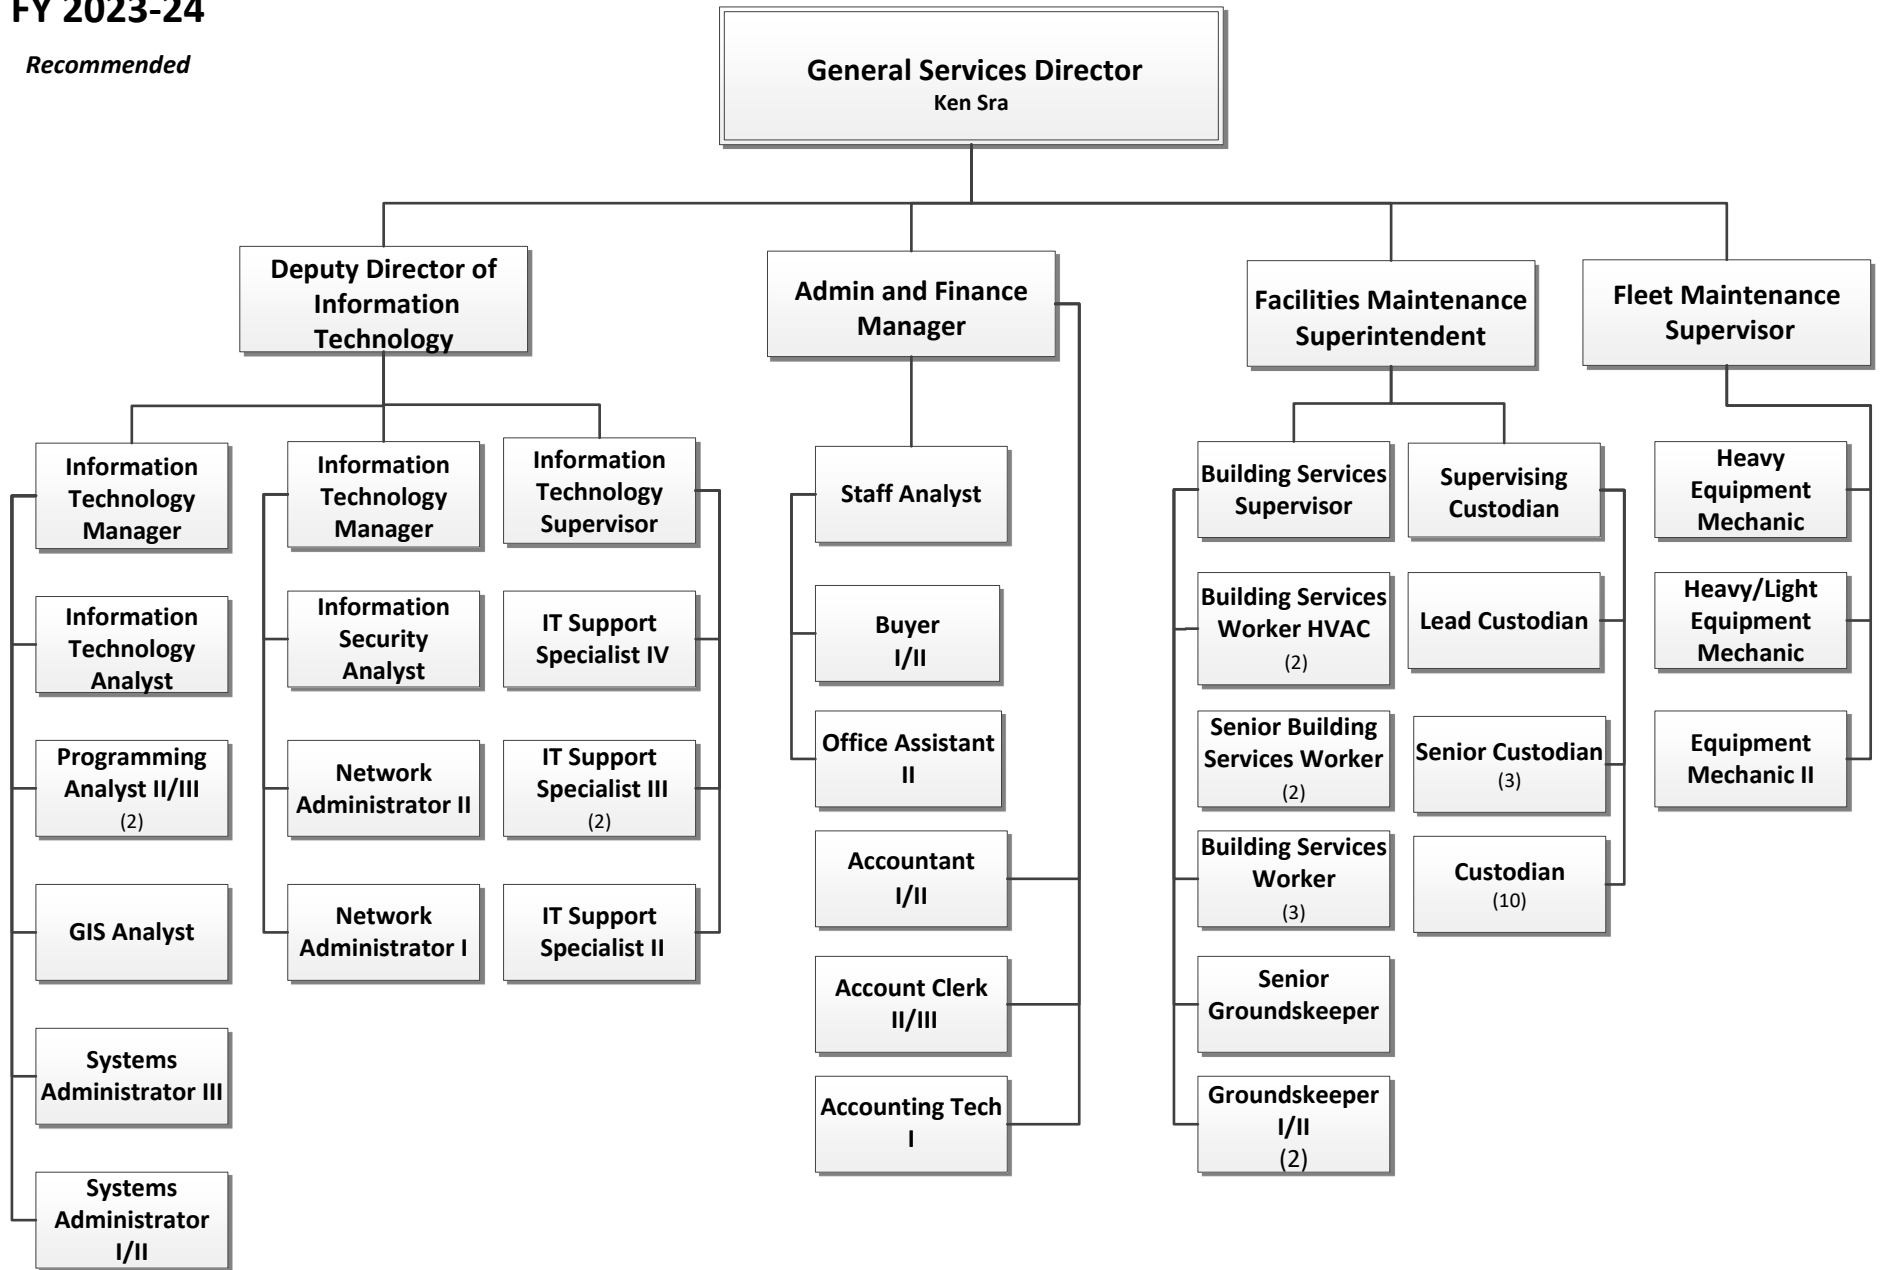 FY 2023-24
Recommended
General Services Director
Ken Sra
Deputy Director of
Information
Technology
Admin and Finance
Manager
Facilities Maintenance
Superintendent
Fleet Maintenance
Supervisor
Information
Technology
Manager
Information
Technology
Analyst
Programming
Analyst II/III
(2)
GIS Analyst
Systems
Administrator III
Systems
Administrator
I/II
Information
Technology
Manager
Information
Security
Analyst
Network
Administrator II
Network
Administrator I
Information
Technology
Supervisor
IT Support
Specialist IV
IT Support
Specialist III
(2)
IT Support
Specialist II
Staff Analyst
Buyer
I/II
Office Assistant
II
Accountant
I/II
Account Clerk
II/III
Accounting Tech
I
Building Services
Supervisor
Building Services
Worker HVAC
(2)
Senior Building
Services Worker
(2)
Building Services
Worker
(3)
Senior
Groundskeeper
Groundskeeper
I/II
(2)
Supervising
Custodian
Lead Custodian
Senior Custodian
(3)
Custodian
(10)
Heavy
Equipment
Mechanic
Heavy/Light
Equipment
Mechanic
Equipment
Mechanic II